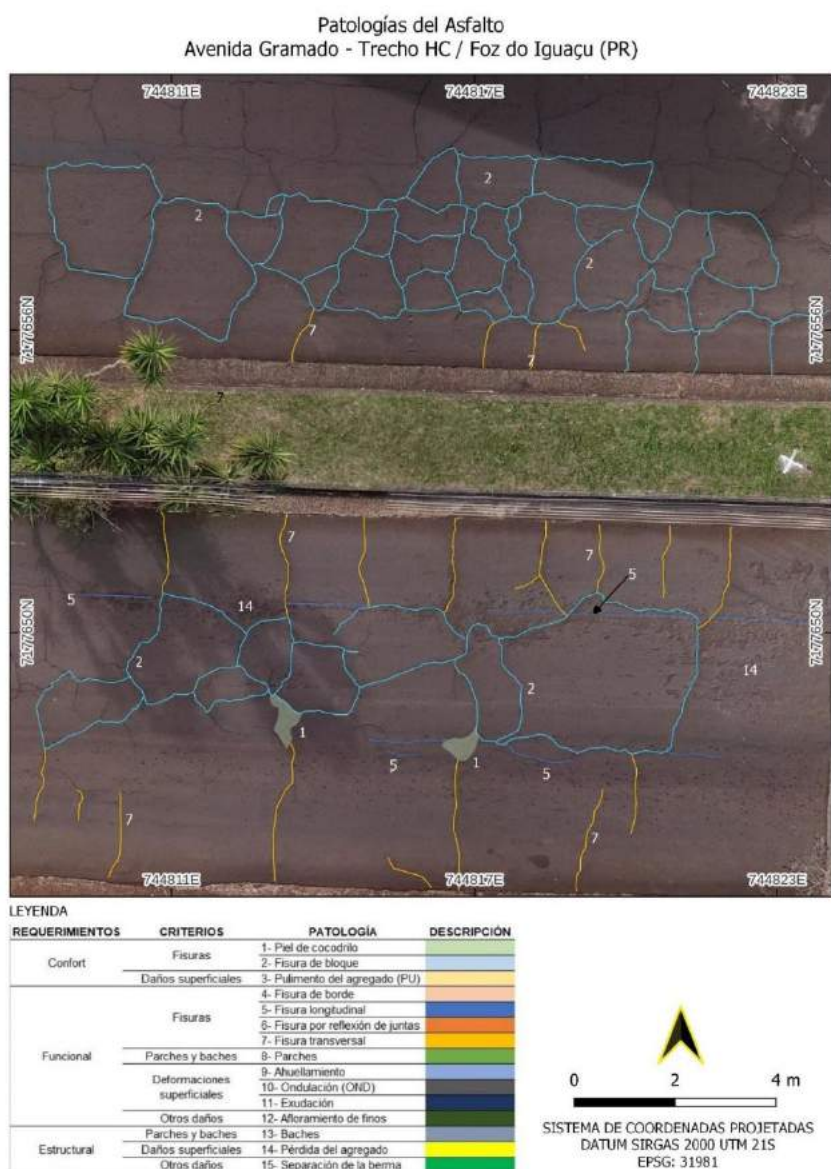 Patologías del Asfalto
Avenida Gramado - Trecho HC / Foz do Iguaçu (PR)
744811E 744817E 744823E
2
2
2
7177656N 7177656N
7
7
7
7
7
5
5
14
7177650N 7177650N
2
14
2
1
1
5
5
7
7
744811E 744817E 744823E
LEYENDA
REQUERIMIENTOS CRITERIOS PATOLOGÍA DESCRIPCIÓN
Confort Fisuras 1- Piel de cocodrilo
2- Fisura de bloque
Daños superficiales 3- Pulimento del agregado (PU)
Funcional Fisuras 4- Fisura de borde
5- Fisura longitudinal
6- Fisura por reflexión de juntas
7- Fisura transversal
Parches y baches 8- Parches
Deformaciones superficiales 9- Ahuellamiento
10- Ondulación (OND)
11- Exudación
Otros daños 12- Afloramiento de finos
Estructural Parches y baches 13- Baches
Daños superficiales 14- Pérdida del agregado
Otros daños 15- Separación de la berma
0 2 4 m
SISTEMA DE COORDENADAS PROJETADAS
DATUM SIRGAS 2000 UTM 21S
EPSG: 31981